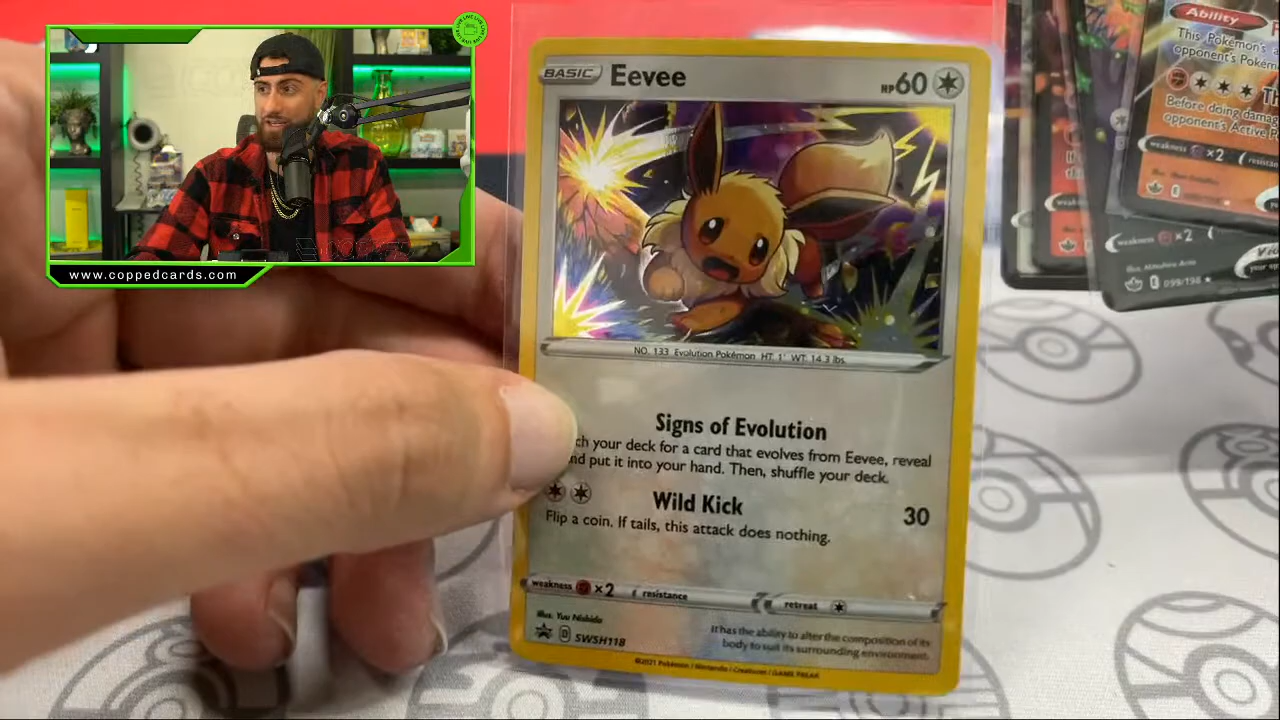 www.coppedcards.com
BASIC Eevee HP 60
NO. 133 Evolution Pokémon HT: 1' WT: 14.3 lbs.
Signs of Evolution
ch your deck for a card that evolves from Eevee, reveal
nd put it into your hand. Then, shuffle your deck.
Wild Kick 30
Flip a coin. If tails, this attack does nothing.
weakness ×2 resistance retreat
Illus. Yuu Nishida
D SWSH118
It has the ability to alter the composition of its
body to suit its surrounding environment.
©2021 Pokémon / Nintendo / Creatures / GAME FREAK
Ability
This Pokémon's
opponent's Pokém
Before doing damag
opponent's Active P
weakness ×2 resistan
weakness ×2
099/198
your op